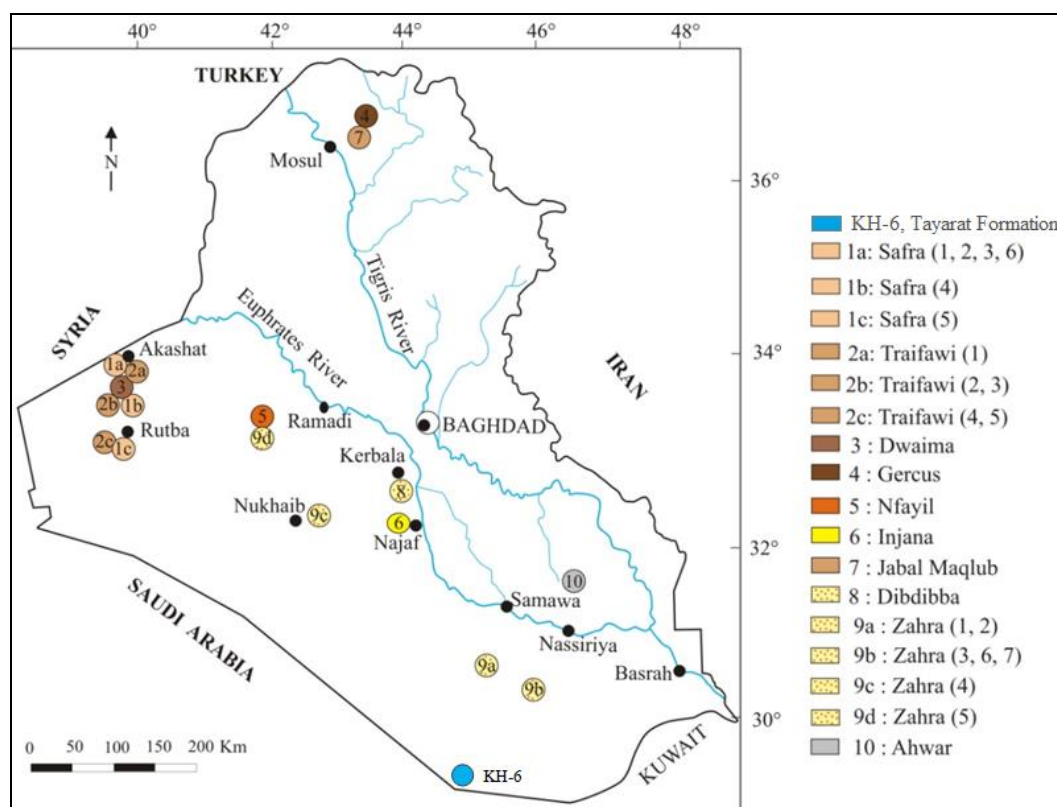 40°
42°
44°
46°
48°
TURKEY
4
7
Mosul
N
36°
Tigris River
Euphrates River
SYRIA
IRAN
34°
Akashat
1a
2a
3
2b
1b
Rutba
2c
1c
5
9d
Ramadi
BAGHDAD
Kerbala
8
Nukhaib
9c
6
Najaf
32°
10
Samawa
Nassiriya
Basrah
SAUDI ARABIA
9a
9b
30°
KUWAIT
0 50 100 150 200 Km
KH-6
KH-6, Tayarat Formation
1a: Safra (1, 2, 3, 6)
1b: Safra (4)
1c: Safra (5)
2a: Traifawi (1)
2b: Traifawi (2, 3)
2c: Traifawi (4, 5)
3 : Dwaima
4 : Gercus
5 : Nfayil
6 : Injana
7 : Jabal Maqlub
8 : Dibdibba
9a : Zahra (1, 2)
9b : Zahra (3, 6, 7)
9c : Zahra (4)
9d : Zahra (5)
10 : Ahwar